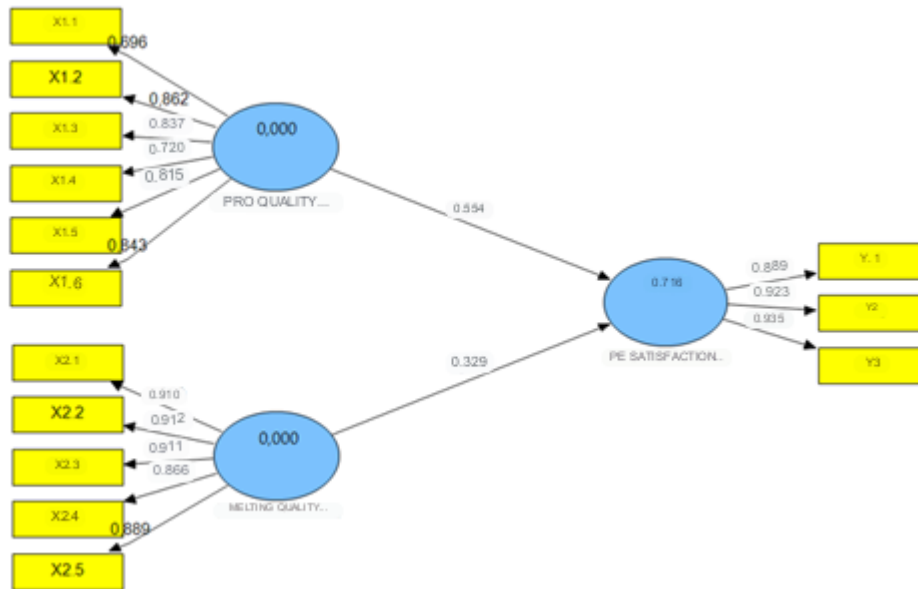 X1.1
0,696
X1.2
0,862
X1.3
0.837
0,000
0.720
X1.4
0,815
PRO QUALITY....
0.554
X1.5
0,843
X1.6
Y. 1
0.889
0.716
0.923
Y2
0.935
X2.1
PE SATISFACTION..
Y3
0.329
0.910
X2.2
0.912
0,000
0.911
X2.3
0.866
MELTING QUALITY...
X2.4
0,889
X2.5